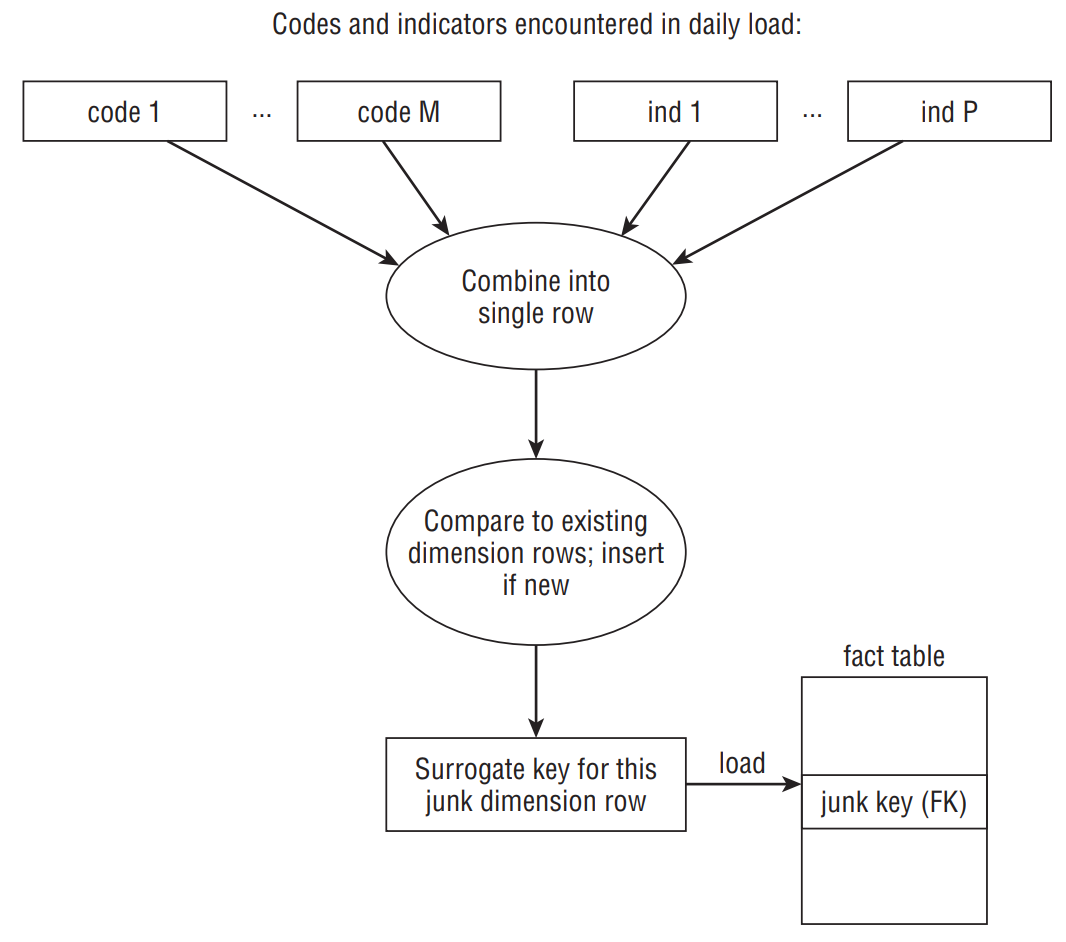 Codes and indicators encountered in daily load:
code 1
...
code M
ind 1
...
ind P
Combine into
single row
Compare to existing
dimension rows; insert
if new
fact table
Surrogate key for this
junk dimension row
load
junk key (FK)